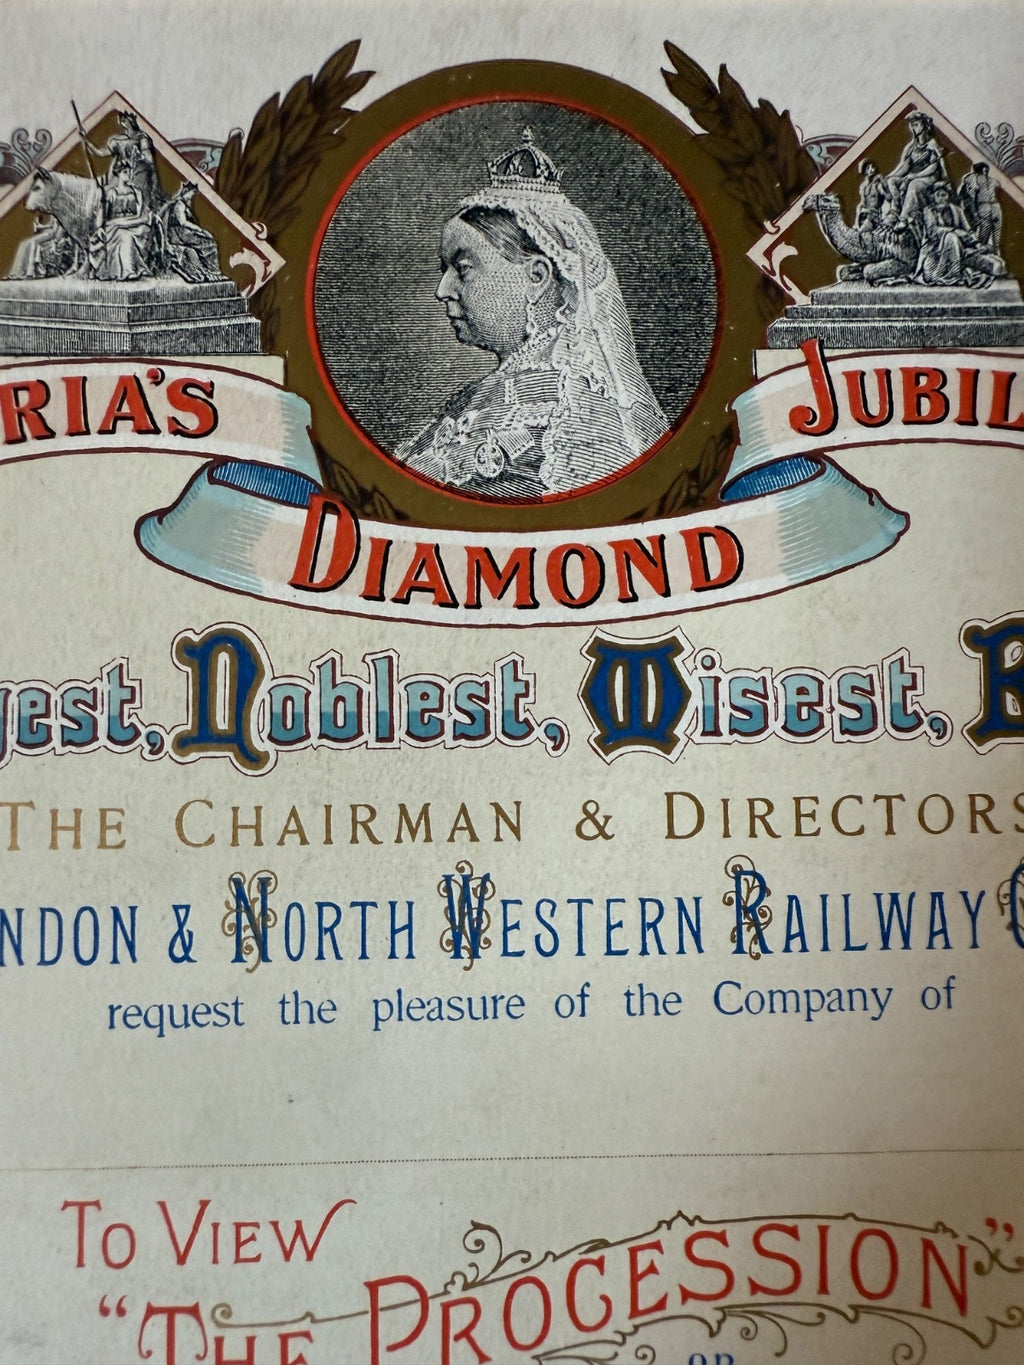 RIA'S JUBIL
DIAMOND
gest, Noblest, Wisest, B
THE CHAIRMAN & DIRECTORS
NDON & NORTH WESTERN RAILWAY C
request the pleasure of the Company of
TO VIEW
"THE PROCESSION"